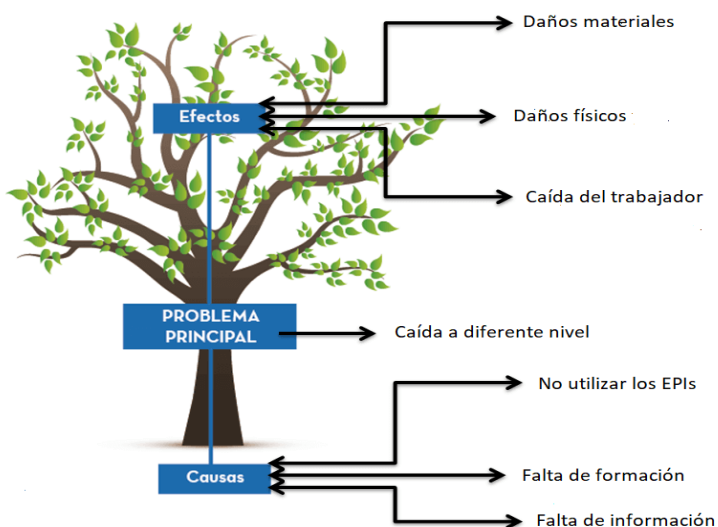 Daños materiales
Efectos
Daños físicos
Caída del trabajador
PROBLEMA
PRINCIPAL
Caída a diferente nivel
No utilizar los EPIs
Causas
Falta de formación
Falta de información